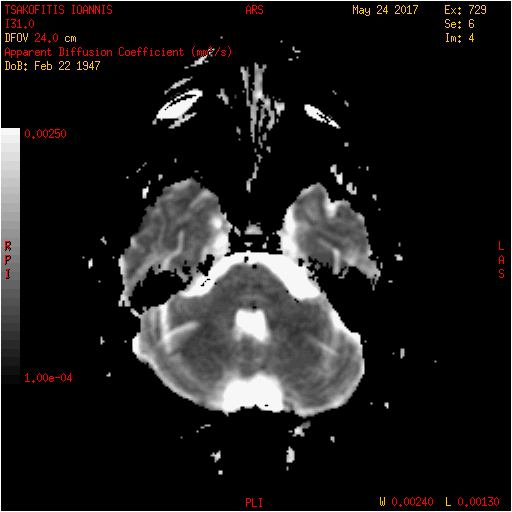 TSAKOFITIS IOANNIS ARS May 24 2017 Ex: 729
I31.0 Se: 6
DFOV 24.0 cm Im: 4
Apparent Diffusion Coefficient (mm²/s)
DoB: Feb 22 1947
0.00250
R L
P A
I S
1.00e-04
PLI W 0.00240 L 0.00130